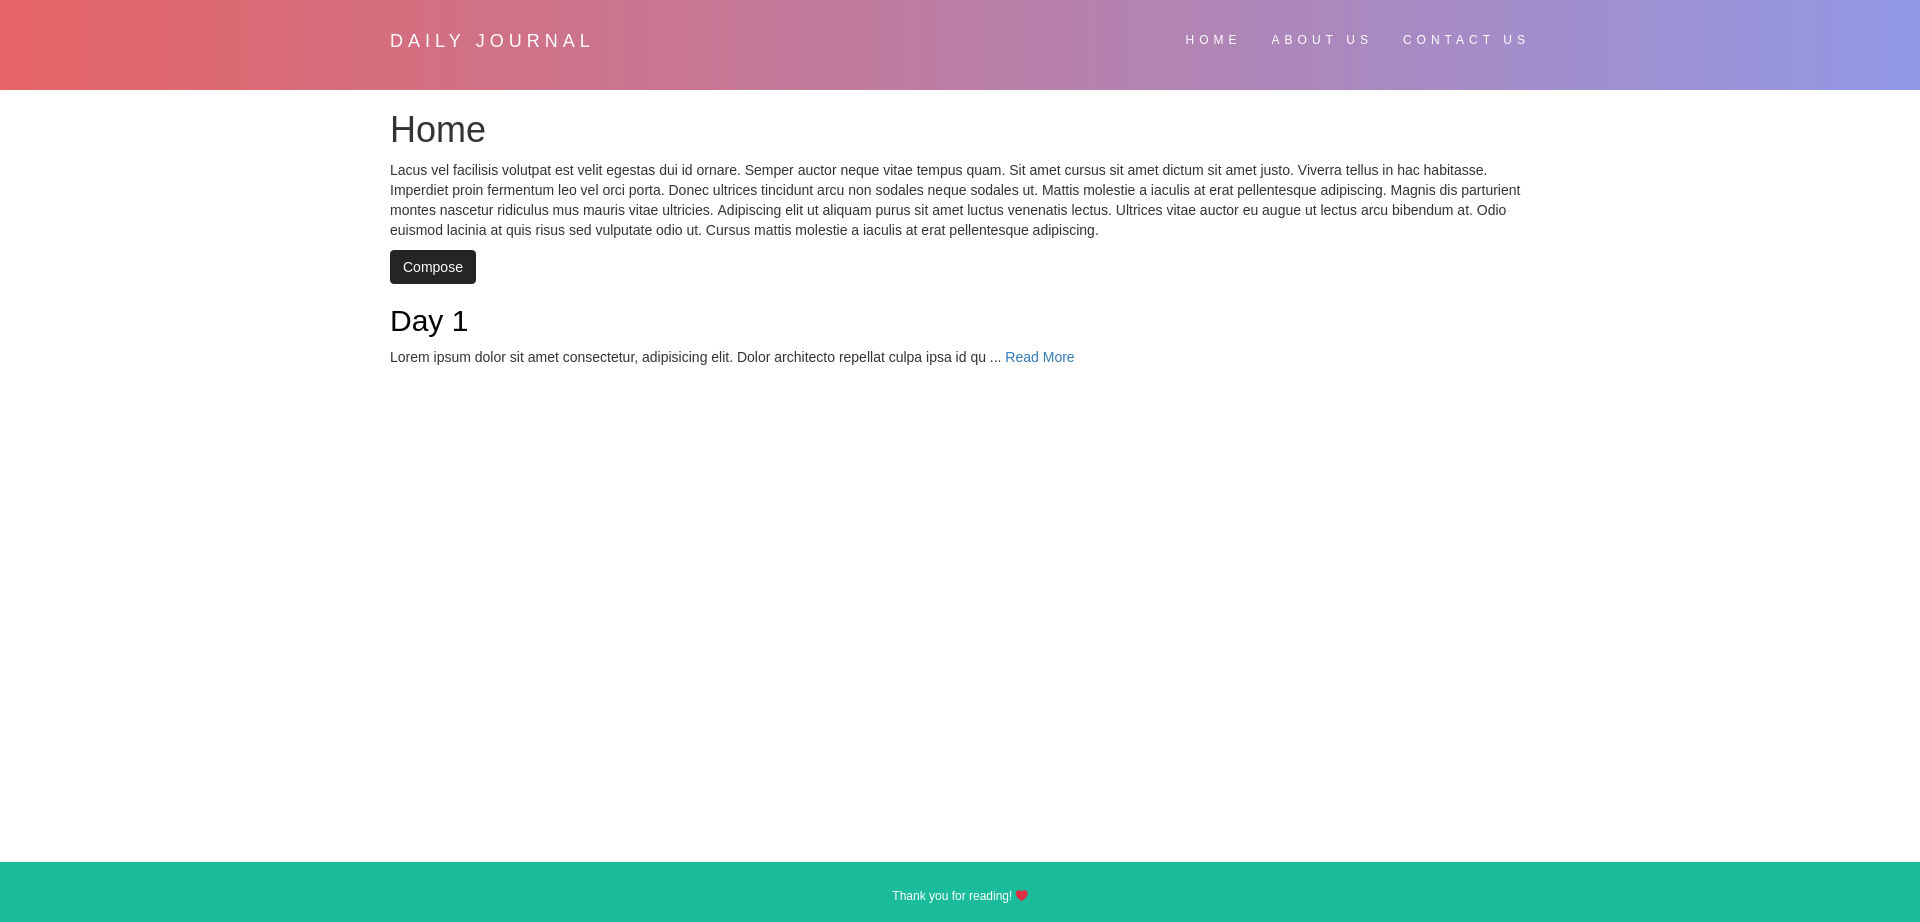 DAILY JOURNAL
HOME ABOUT US CONTACT US
Home
Lacus vel facilisis volutpat est velit egestas dui id ornare. Semper auctor neque vitae tempus quam. Sit amet cursus sit amet dictum sit amet justo. Viverra tellus in hac habitasse.
Imperdiet proin fermentum leo vel orci porta. Donec ultrices tincidunt arcu non sodales neque sodales ut. Mattis molestie a iaculis at erat pellentesque adipiscing. Magnis dis parturient
montes nascetur ridiculus mus mauris vitae ultricies. Adipiscing elit ut aliquam purus sit amet luctus venenatis lectus. Ultrices vitae auctor eu augue ut lectus arcu bibendum at. Odio
euismod lacinia at quis risus sed vulputate odio ut. Cursus mattis molestie a iaculis at erat pellentesque adipiscing.
Compose
Day 1
Lorem ipsum dolor sit amet consectetur, adipisicing elit. Dolor architecto repellat culpa ipsa id qu ... Read More
Thank you for reading!